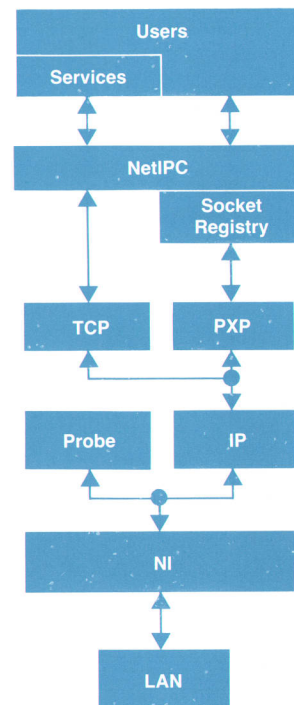 Users
Services
NetIPC
Socket
Registry
TCP
PXP
Probe
IP
NI
LAN